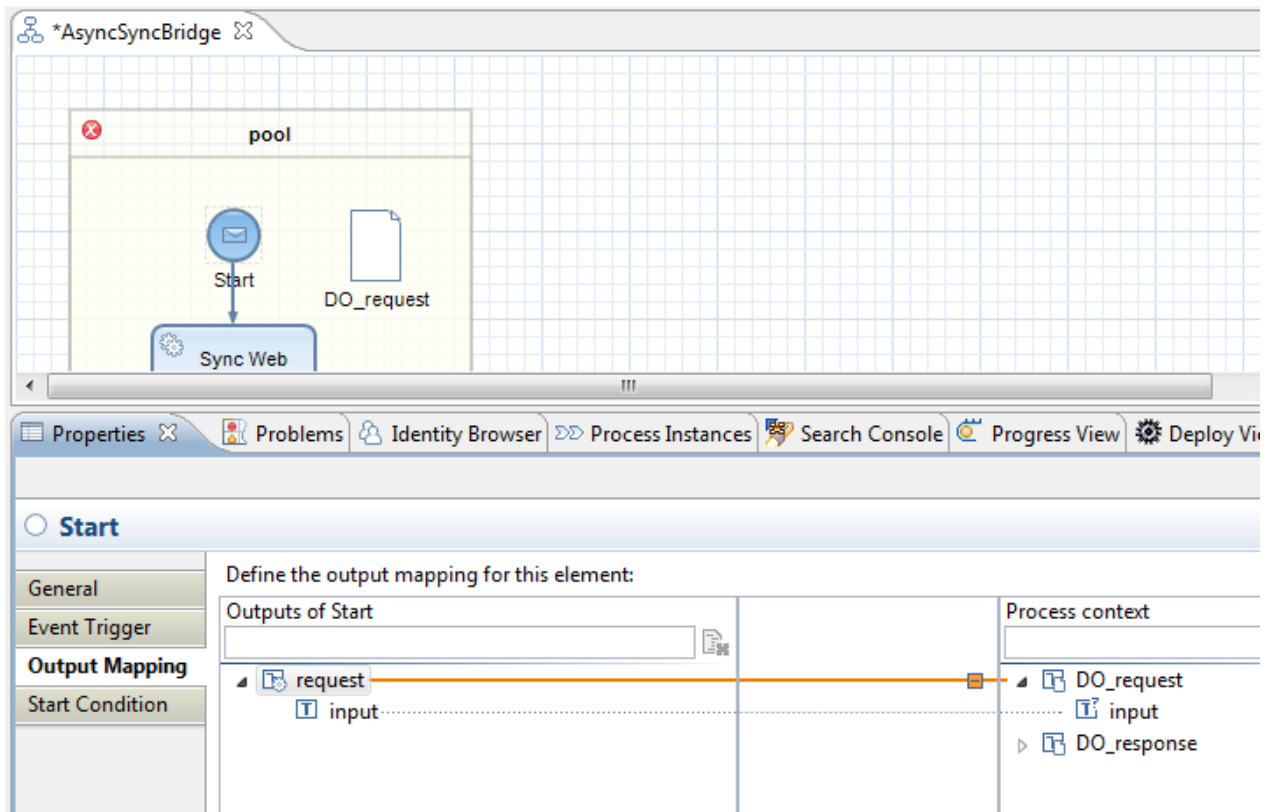 *AsyncSyncBridge
pool
Start
DO_request
Sync Web
Properties Problems Identity Browser Process Instances Search Console Progress View Deploy Vi
Start
General
Event Trigger
Output Mapping
Start Condition
Define the output mapping for this element:
Outputs of Start
Process context
request
DO_request
input
input
DO_response